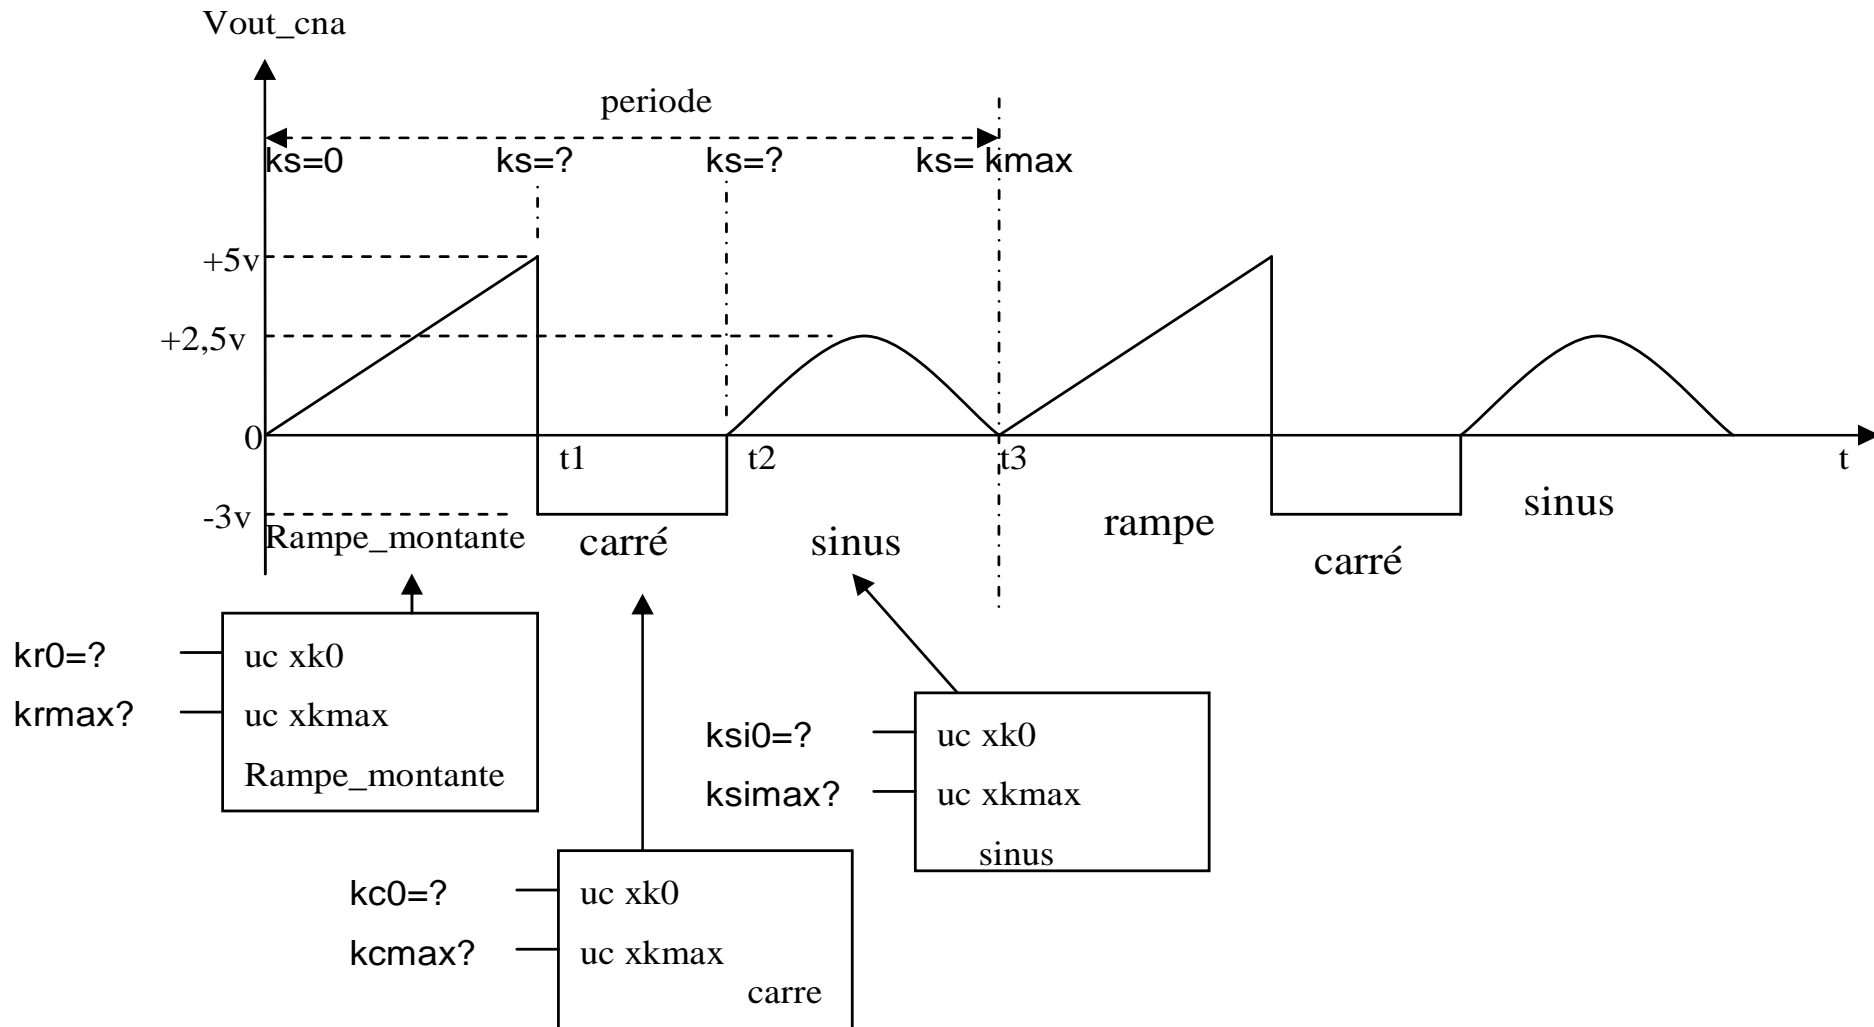 Vout_cna
periode
ks=0 ks=? ks=? ks= kmax
+5v
+2,5v
0
t1 t2 t3 t
-3v
Rampe_montante carré sinus rampe carré sinus
kr0=? uc xk0
krmax? uc xkmax
Rampe_montante
ksi0=? uc xk0
ksimax? uc xkmax
sinus
kc0=? uc xk0
kcmax? uc xkmax
carre